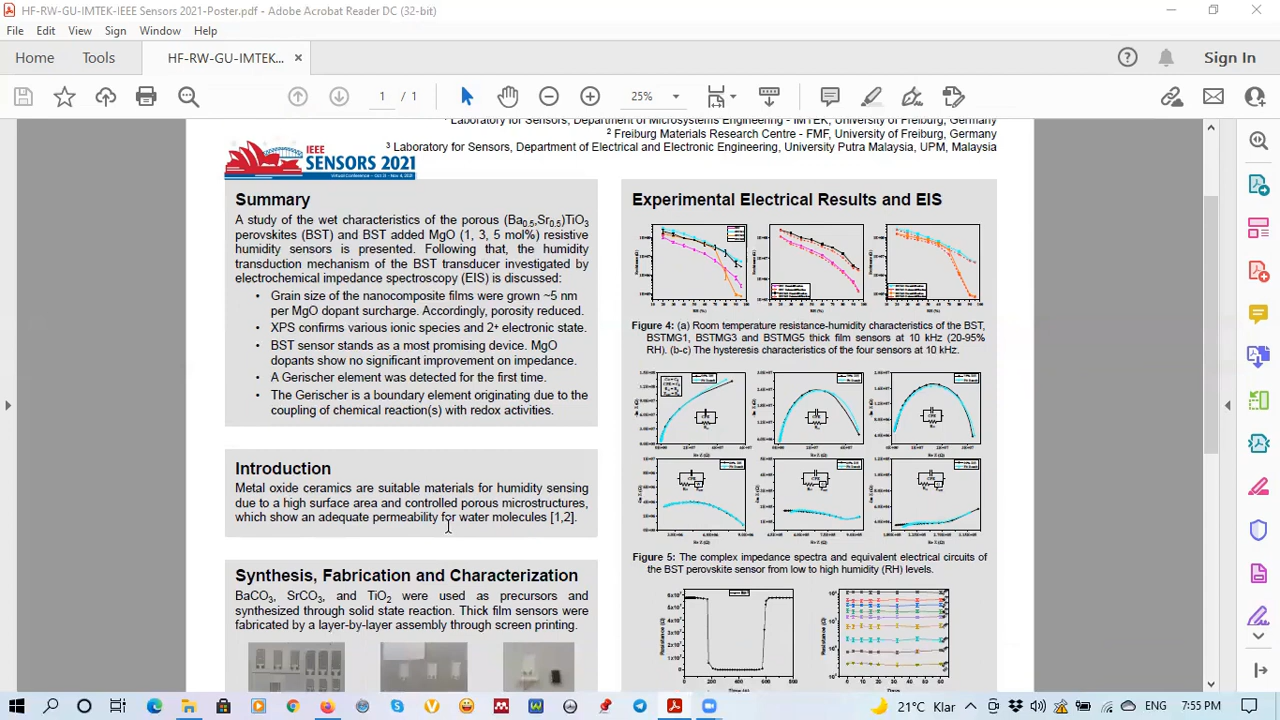 HF-RW-GU-IMTEK-IEEE Sensors 2021-Poster.pdf - Adobe Acrobat Reader DC (32-bit)
File Edit View Sign Window Help
Home Tools HF-RW-GU-IMTEK... × Sign In
1 / 1 25%
1 Laboratory for Sensors, Department of Microsystems Engineering - IMTEK, University of Freiburg, Germany
2 Freiburg Materials Research Centre - FMF, University of Freiburg, Germany
3 Laboratory for Sensors, Department of Electrical and Electronic Engineering, University Putra Malaysia, UPM, Malaysia
IEEE
SENSORS 2021
Virtual Conference - Oct 31 - Nov 4, 2021
Summary
A study of the wet characteristics of the porous (Ba0.5,Sr0.5)TiO3
perovskites (BST) and BST added MgO (1, 3, 5 mol%) resistive
humidity sensors is presented. Following that, the humidity
transduction mechanism of the BST transducer investigated by
electrochemical impedance spectroscopy (EIS) is discussed:
• Grain size of the nanocomposite films were grown ~5 nm
per MgO dopant surcharge. Accordingly, porosity reduced.
• XPS confirms various ionic species and 2+ electronic state.
• BST sensor stands as a most promising device. MgO
dopants show no significant improvement on impedance.
• A Gerischer element was detected for the first time.
• The Gerischer is a boundary element originating due to the
coupling of chemical reaction(s) with redox activities.
Introduction
Metal oxide ceramics are suitable materials for humidity sensing
due to a high surface area and controlled porous microstructures,
which show an adequate permeability for water molecules [1,2].
Synthesis, Fabrication and Characterization
BaCO3, SrCO3, and TiO2 were used as precursors and
synthesized through solid state reaction. Thick film sensors were
fabricated by a layer-by-layer assembly through screen printing.
Experimental Electrical Results and EIS
Figure 4: (a) Room temperature resistance-humidity characteristics of the BST,
BSTMG1, BSTMG3 and BSTMG5 thick film sensors at 10 kHz (20-95%
RH). (b-c) The hysteresis characteristics of the four sensors at 10 kHz.
Figure 5: The complex impedance spectra and equivalent electrical circuits of
the BST perovskite sensor from low to high humidity (RH) levels.
21°C Klar ENG 7:55 PM